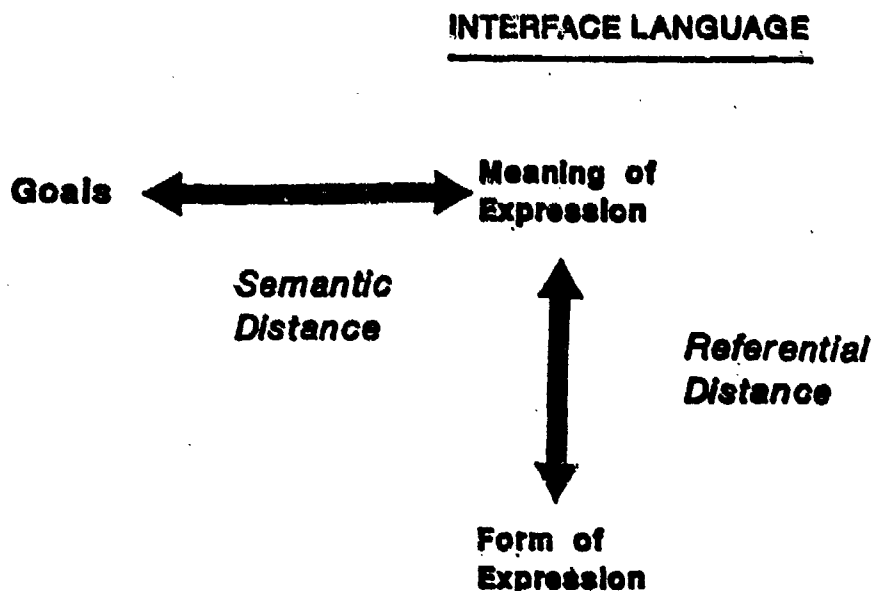 INTERFACE LANGUAGE
Goals
Meaning of
Expression
Semantic
Distance
Referential
Distance
Form of
Expression